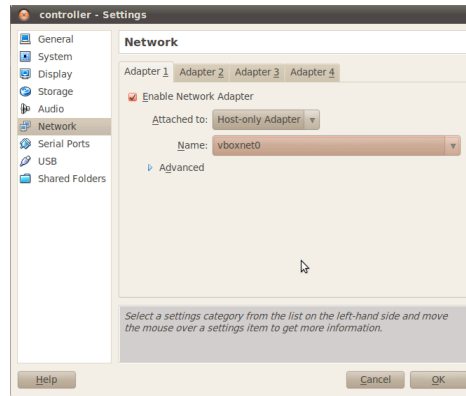 controller - Settings
General
System
Display
Storage
Audio
Network
Serial Ports
USB
Shared Folders
Network
Adapter 1 Adapter 2 Adapter 3 Adapter 4
Enable Network Adapter
Attached to: Host-only Adapter
Name: vboxnet0
Advanced
Select a settings category from the list on the left-hand side and move
the mouse over a settings item to get more information.
Help Cancel OK